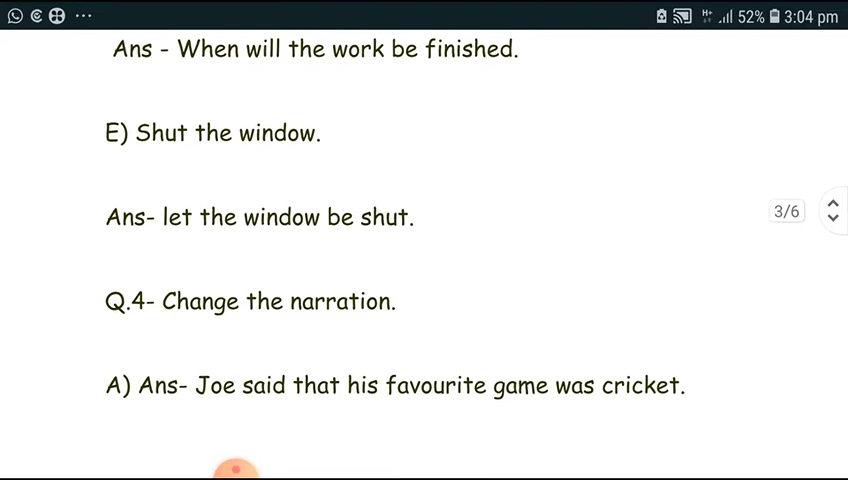 52% 3:04 pm
Ans - When will the work be finished.
E) Shut the window.
Ans- let the window be shut.
3/6
Q.4- Change the narration.
A) Ans- Joe said that his favourite game was cricket.